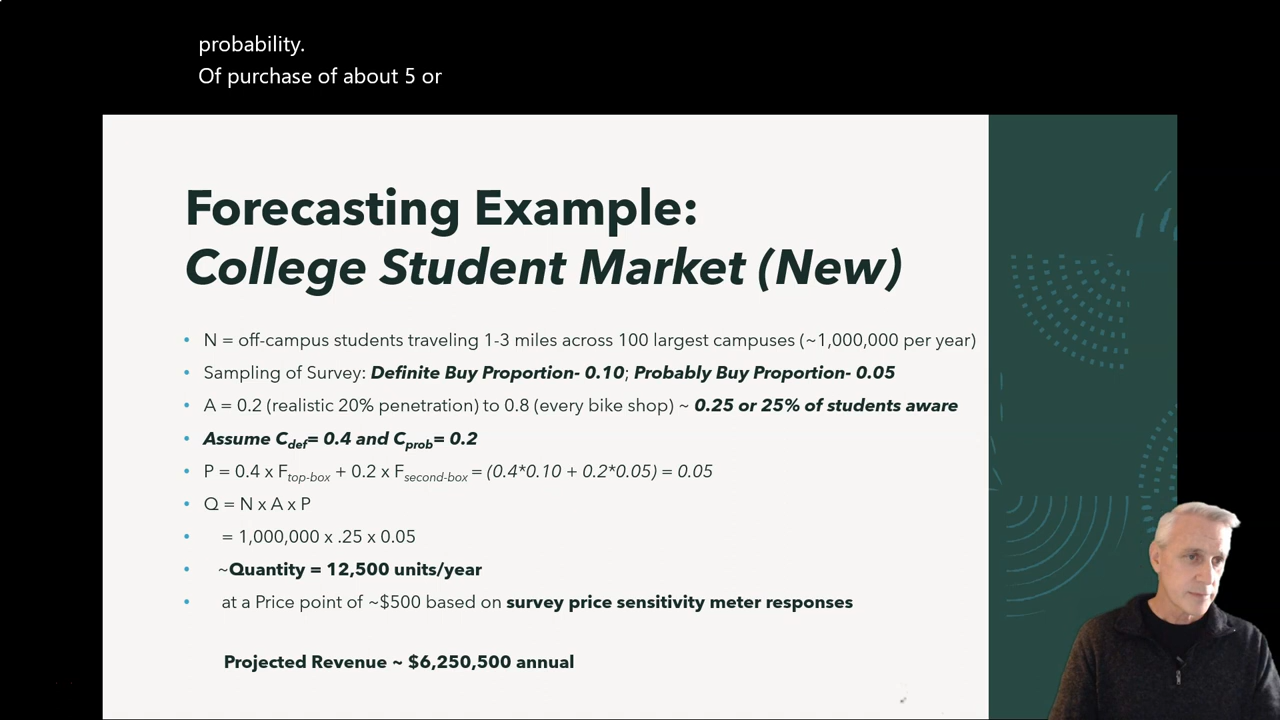 probability.
Of purchase of about 5 or
Forecasting Example:
College Student Market (New)
• N = off-campus students traveling 1-3 miles across 100 largest campuses (~1,000,000 per year)
• Sampling of Survey: Definite Buy Proportion- 0.10; Probably Buy Proportion- 0.05
• A = 0.2 (realistic 20% penetration) to 0.8 (every bike shop) ~ 0.25 or 25% of students aware
• Assume Cdef= 0.4 and Cprob= 0.2
• P = 0.4 x Ftop-box + 0.2 x Fsecond-box = (0.4*0.10 + 0.2*0.05) = 0.05
• Q = N x A x P
• = 1,000,000 x .25 x 0.05
• ~Quantity = 12,500 units/year
• at a Price point of ~$500 based on survey price sensitivity meter responses
Projected Revenue ~ $6,250,500 annual